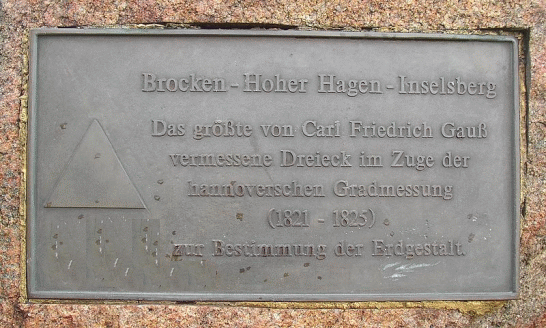 Brocken - Hoher Hagen - Inselsberg
Das größte von Carl Friedrich Gauß
vermessene Dreieck im Zuge der
hannoverschen Gradmessung
(1821 - 1825)
zur Bestimmung der Erdgestalt.